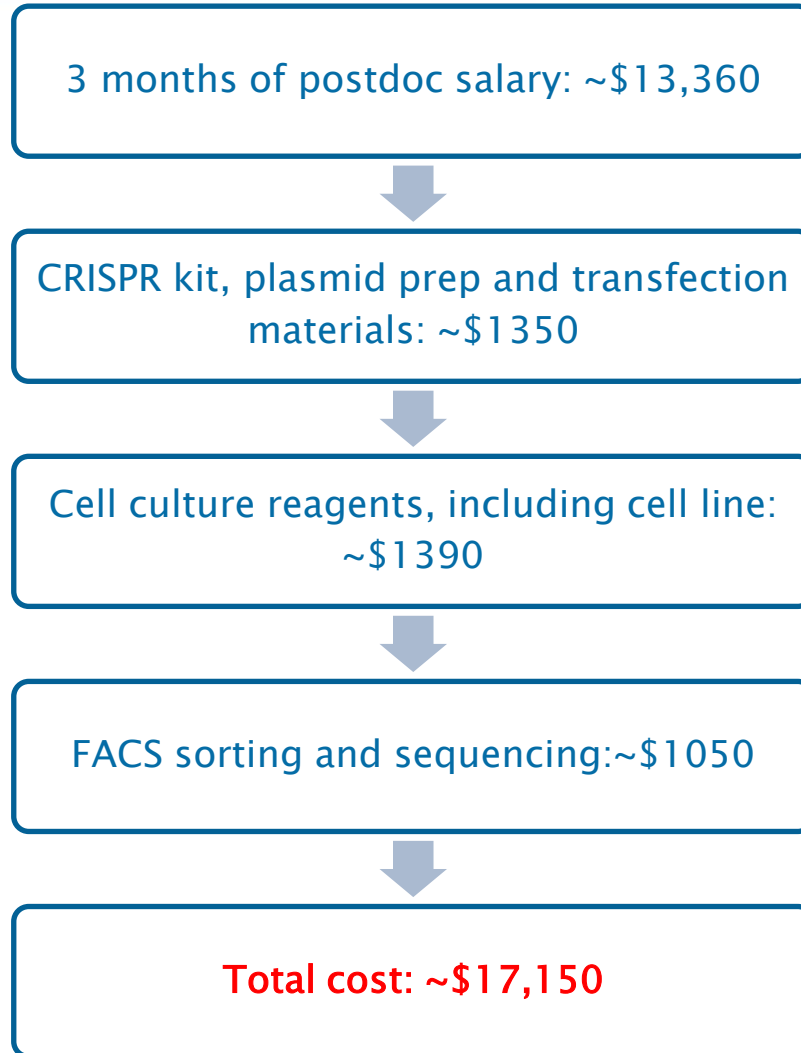 3 months of postdoc salary: ~$13,360
CRISPR kit, plasmid prep and transfection
materials: ~$1350
Cell culture reagents, including cell line:
~$1390
FACS sorting and sequencing:~$1050
Total cost: ~$17,150